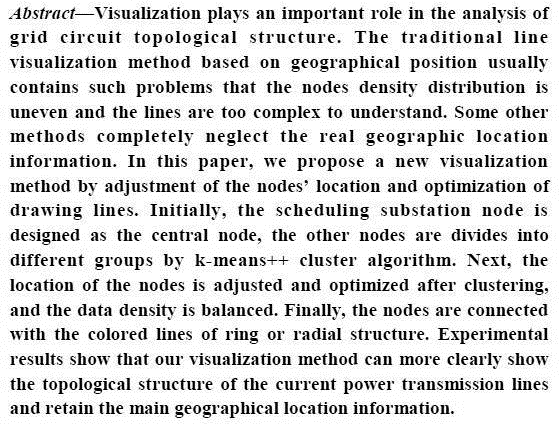 Abstract—Visualization plays an important role in the analysis of
grid circuit topological structure. The traditional line
visualization method based on geographical position usually
contains such problems that the nodes density distribution is
uneven and the lines are too complex to understand. Some other
methods completely neglect the real geographic location
information. In this paper, we propose a new visualization
method by adjustment of the nodes’ location and optimization of
drawing lines. Initially, the scheduling substation node is
designed as the central node, the other nodes are divides into
different groups by k-means++ cluster algorithm. Next, the
location of the nodes is adjusted and optimized after clustering,
and the data density is balanced. Finally, the nodes are connected
with the colored lines of ring or radial structure. Experimental
results show that our visualization method can more clearly show
the topological structure of the current power transmission lines
and retain the main geographical location information.